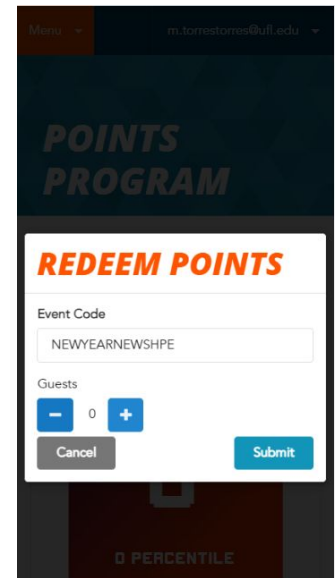 Menu
m.torrestorres@ufl.edu
POINTS
PROGRAM
REDEEM POINTS
Event Code
NEWYEARNEWSHPE
Guests
0
Cancel
Submit
0 PERCENTILE